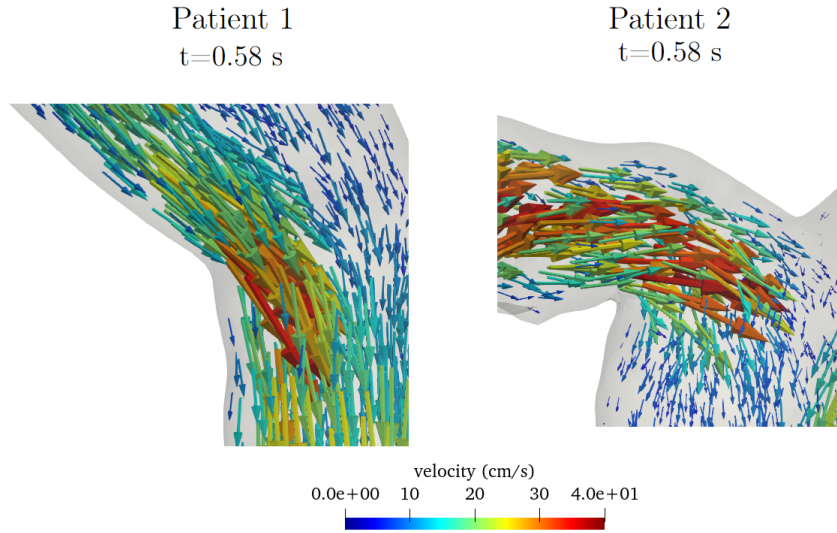 Patient 1
t=0.58 s
Patient 2
t=0.58 s
velocity (cm/s)
0.0e+00 10 20 30 4.0e+01